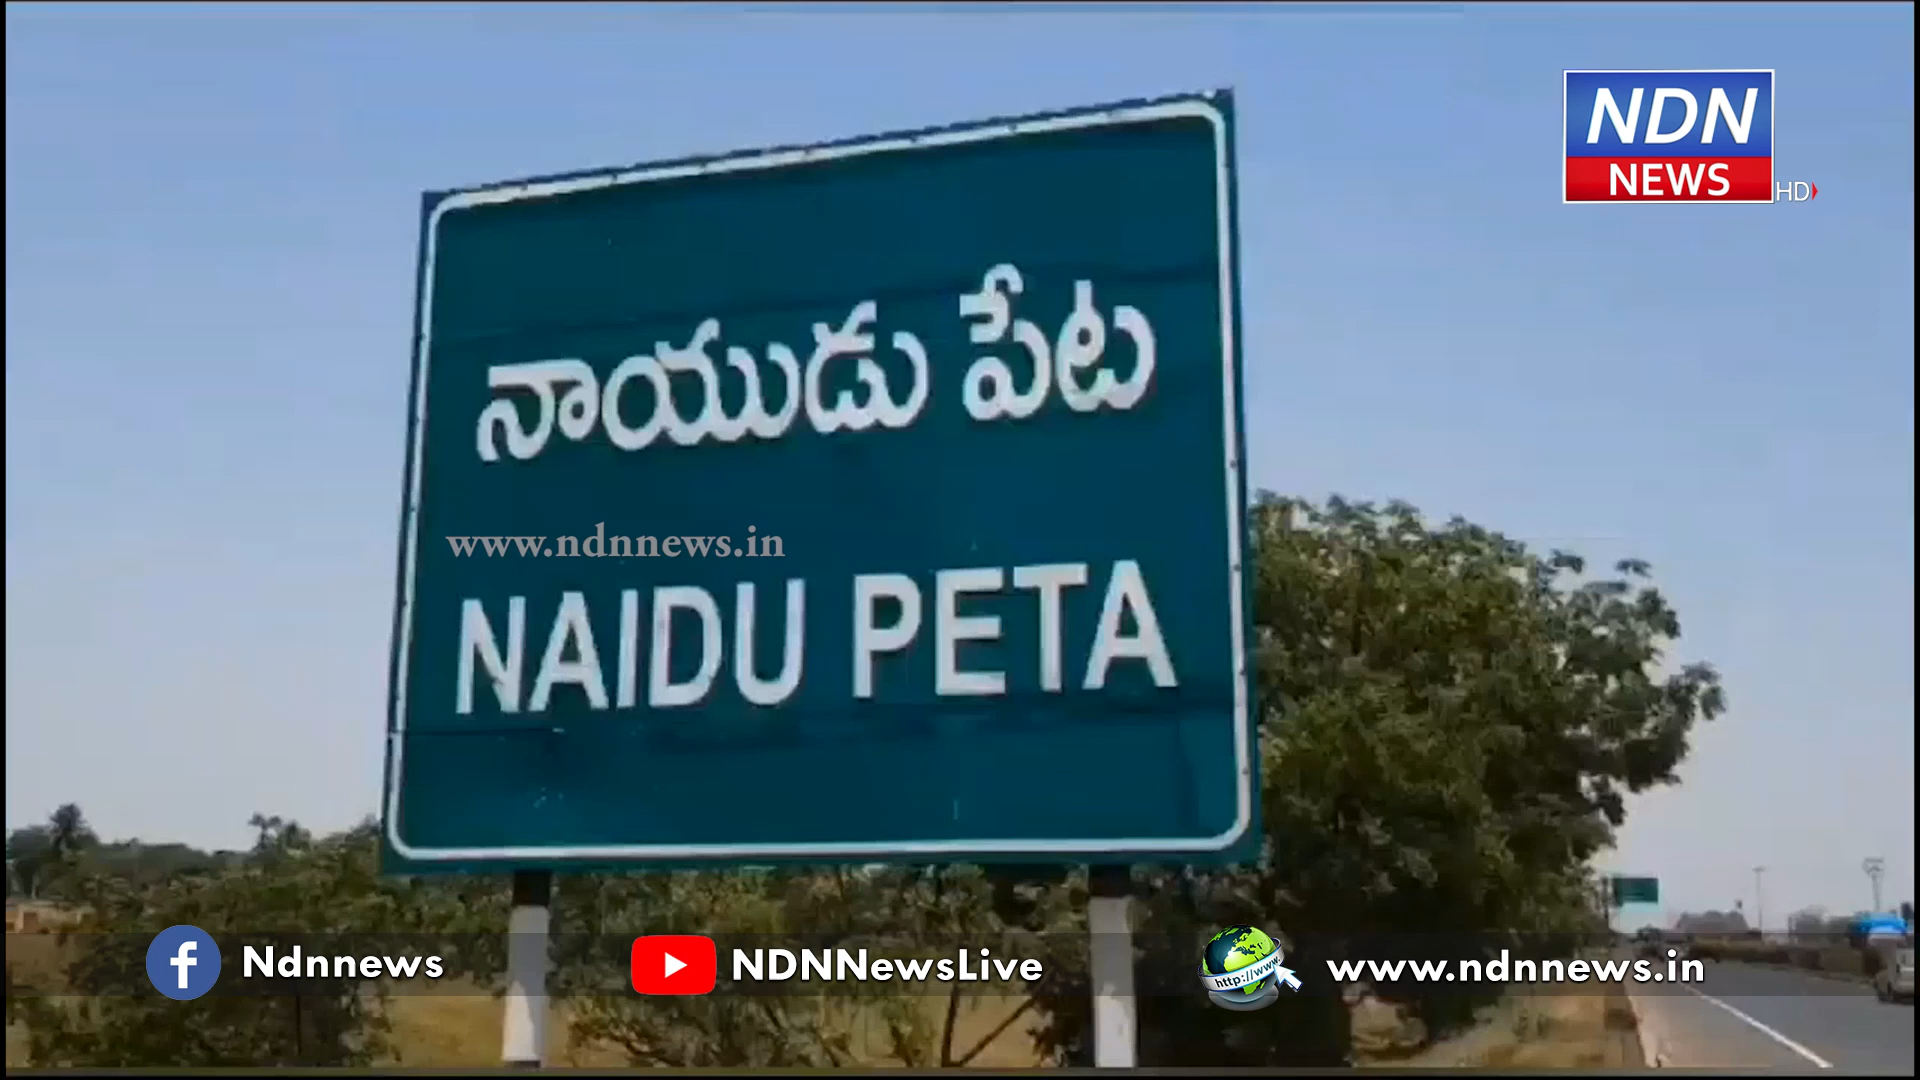 NDN
NEWS
HD
నాయుడు పేట
www.ndnnews.in
NAIDU PETA
Ndnnews
NDNNewsLive
http://www.
www.ndnnews.in